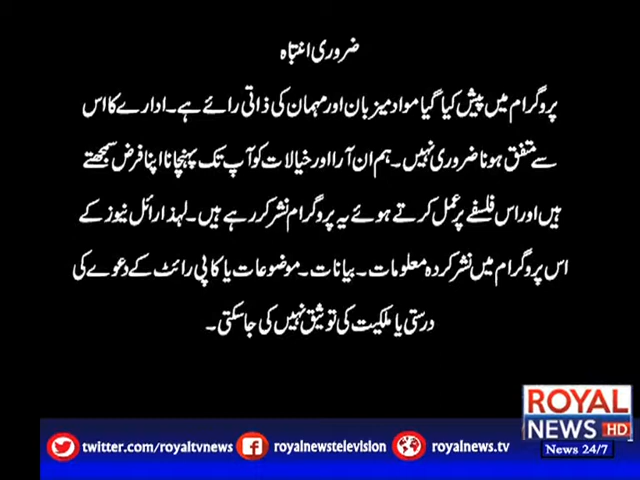 ضروری انتباہ
پروگرام میں پیش کیا گیا مواد میزبان اور مہمان کی ذاتی رائے ہے۔ ادارے کا اس
سے متفق ہونا ضروری نہیں۔ ہم ان آرا اور خیالات کو آپ تک پہنچانا اپنا فرض سمجھتے
ہیں اور اس فلسفے پر عمل کرتے ہوئے یہ پروگرام نشر کر رہے ہیں۔ لہذا رائل نیوز کے
اس پروگرام میں نشر کردہ معلومات۔ بیانات۔ موضوعات یا کاپی رائٹ کے دعوے کی
درستی یا ملکیت کی توثیق نہیں کی جا سکتی۔
ROYAL
NEWS HD
News 24/7
twitter.com/royaltvnews royalnewstelevision royalnews.tv